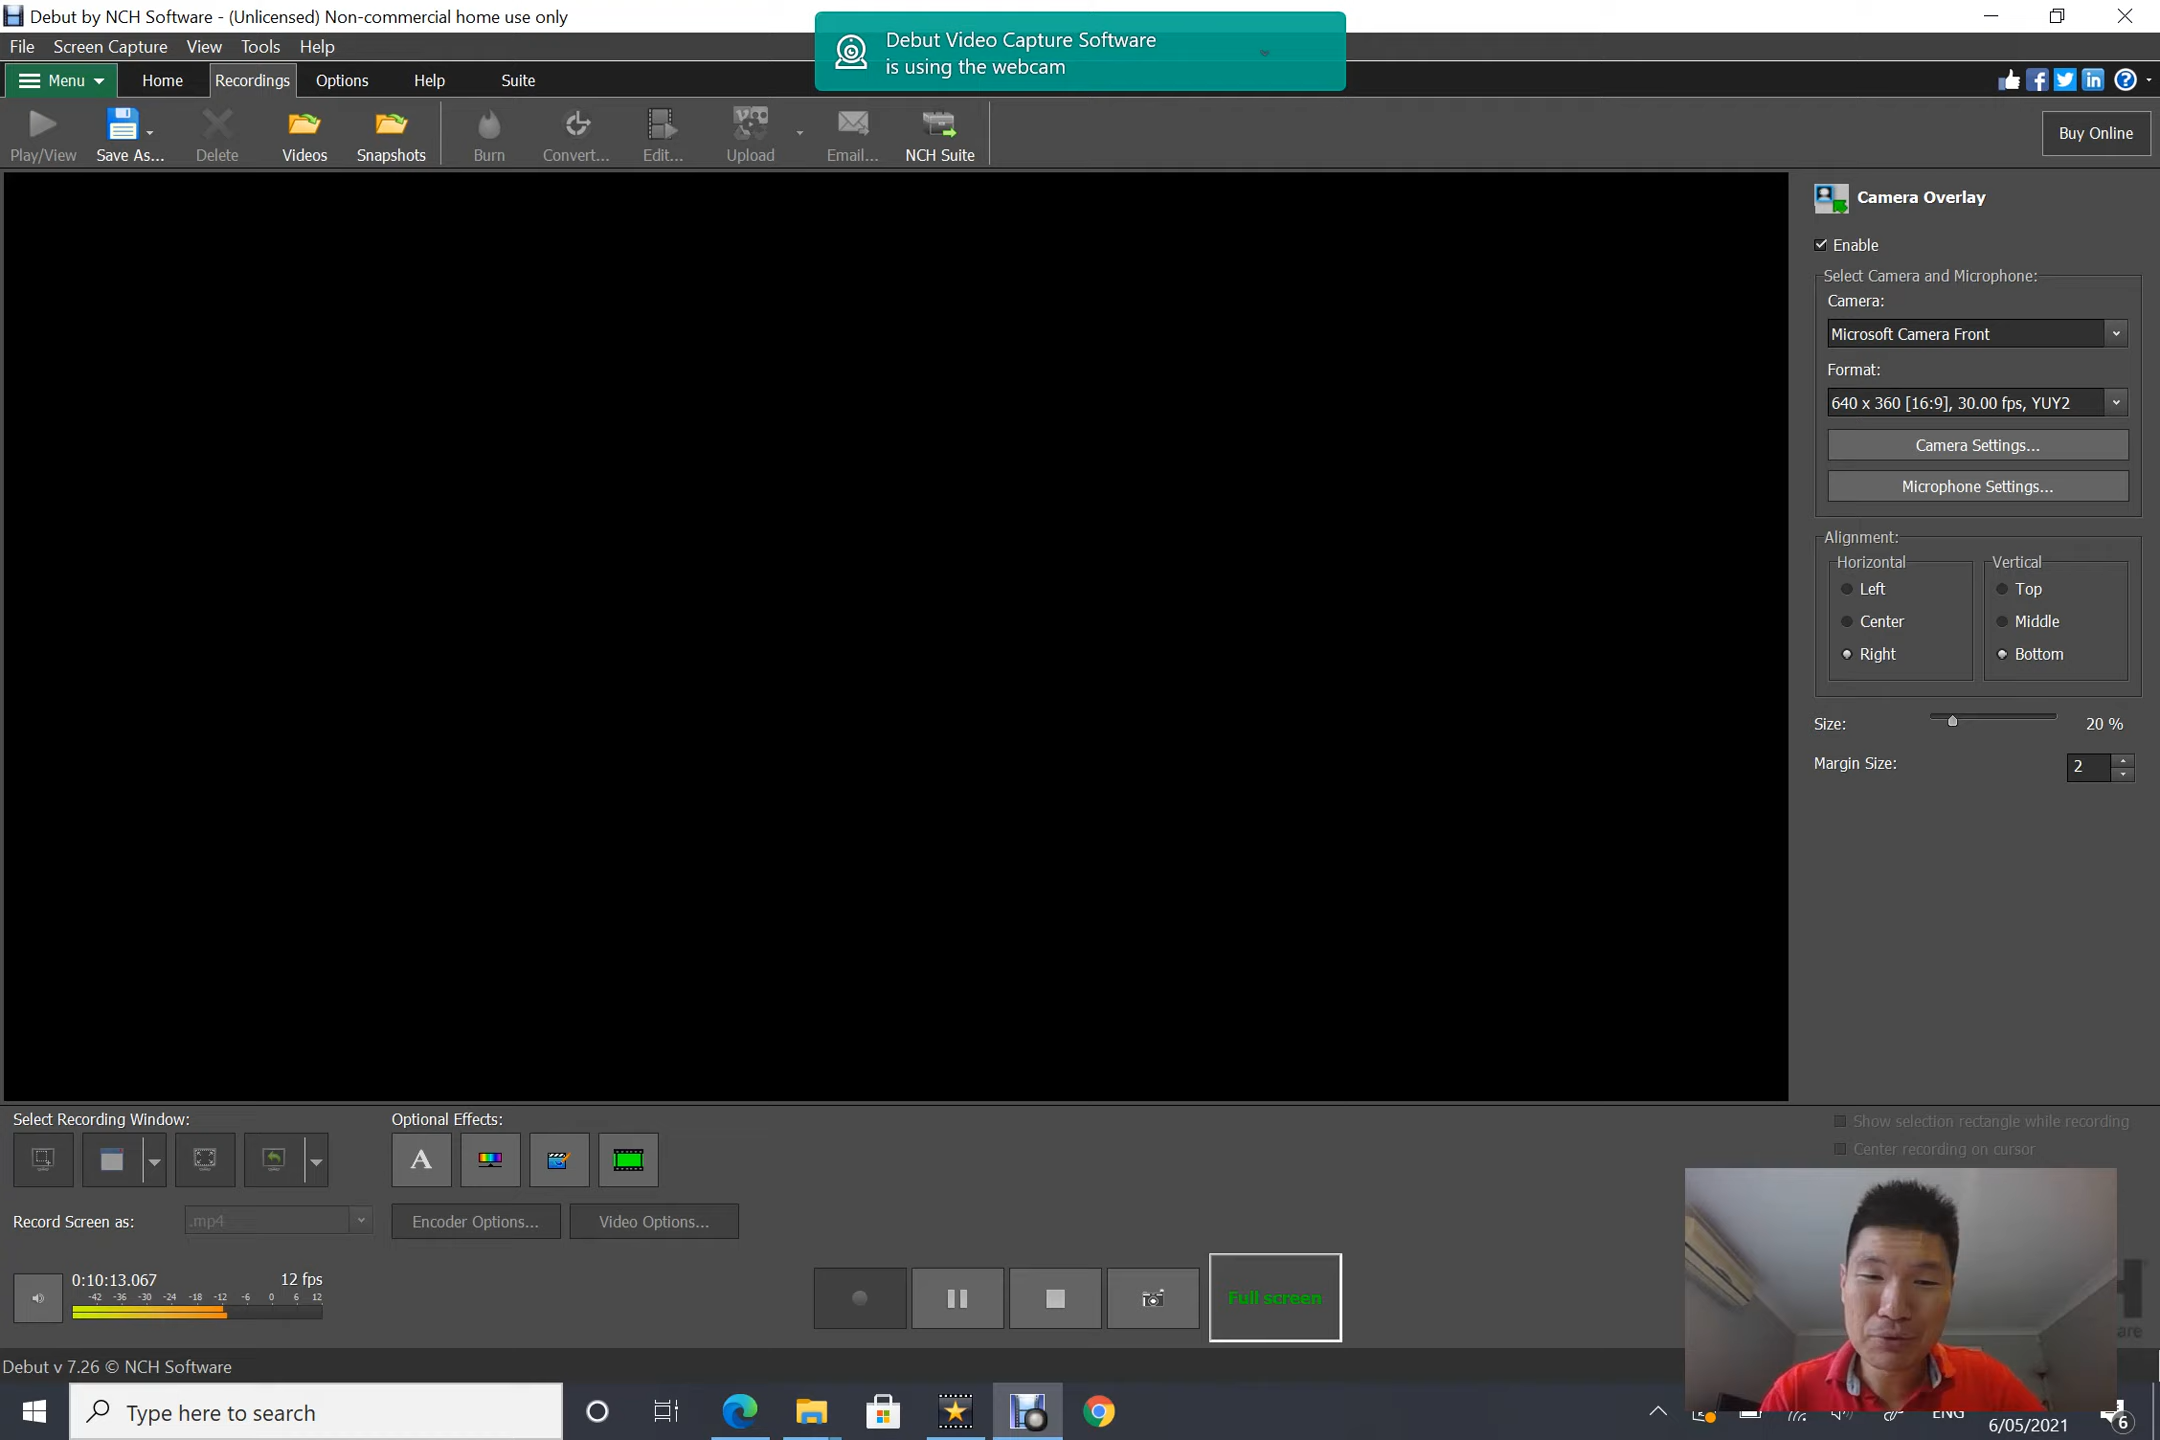 Debut by NCH Software - (Unlicensed) Non-commercial home use only
File Screen Capture View Tools Help
Debut Video Capture Software
is using the webcam
Menu Home Recordings Options Help Suite
Play/View Save As... Delete Videos Snapshots Burn Convert... Edit... Upload Email... NCH Suite
Buy Online
Camera Overlay
Enable
Select Camera and Microphone:
Camera:
Microsoft Camera Front
Format:
640 x 360 [16:9], 30.00 fps, YUY2
Camera Settings...
Microphone Settings...
Alignment:
Horizontal Vertical
Left Top
Center Middle
Right Bottom
Size: 20 %
Margin Size: 2
Select Recording Window: Optional Effects:
Show selection rectangle while recording
Center recording on cursor
A
Record Screen as: .mp4 Encoder Options... Video Options...
0:10:13.067 12 fps
-42 -36 -30 -24 -18 -12 -6 0 6 12
Full screen
Debut v 7.26 © NCH Software
Type here to search
ENG
6/05/2021
6